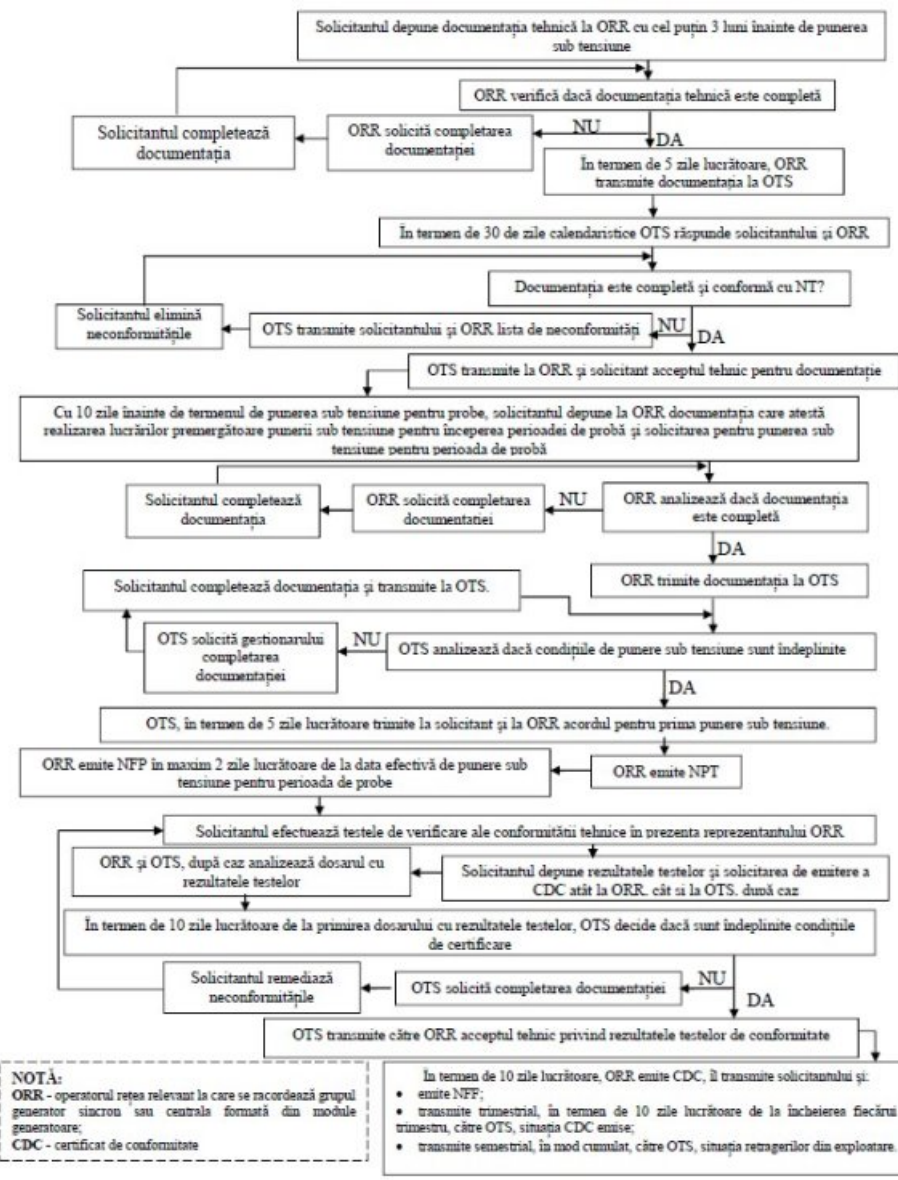 Solicitantul depune documentația tehnică la ORR cu cel puțin 3 luni înainte de punerea
sub tensiune
ORR verifică dacă documentația tehnică este completă
NU
DA
ORR solicită completarea
documentației
Solicitantul completează
documentația
În termen de 5 zile lucrătoare, ORR
transmite documentația la OTS
În termen de 30 de zile calendaristice OTS răspunde solicitantului și ORR
Documentația este completă și conformă cu NT?
NU
DA
OTS transmite solicitantului și ORR lista de neconformități
Solicitantul elimină
neconformitățile
OTS transmite la ORR și solicitant acceptul tehnic pentru documentație
Cu 10 zile înainte de termenul de punerea sub tensiune pentru probe, solicitantul depune la ORR documentația care atestă
realizarea lucrărilor premergătoare punerii sub tensiune pentru începerea perioadei de probă și solicitarea pentru punerea sub
tensiune pentru perioada de probă
ORR analizează dacă documentația
este completă
NU
DA
ORR solicită completarea
documentatiei
Solicitantul completează
documentația
ORR trimite documentația la OTS
Solicitantul completează documentația și transmite la OTS.
OTS analizează dacă condițiile de punere sub tensiune sunt îndeplinite
NU
DA
OTS solicită gestionarului
completarea
documentației
OTS, în termen de 5 zile lucrătoare trimite la solicitant și la ORR acordul pentru prima punere sub tensiune.
ORR emite NPT
ORR emite NFP în maxim 2 zile lucrătoare de la data efectivă de punere sub
tensiune pentru perioada de probe
Solicitantul efectuează testele de verificare ale conformității tehnice în prezenta reprezentantului ORR
Solicitantul depune rezultatele testelor și solicitarea de emitere a
CDC atât la ORR, cât si la OTS, după caz
ORR și OTS, după caz analizează dosarul cu
rezultatele testelor
În termen de 10 zile lucrătoare de la primirea dosarului cu rezultatele testelor, OTS decide dacă sunt îndeplinite condițiile
de certificare
NU
DA
OTS solicită completarea documentației
Solicitantul remediază
neconformitățile
OTS transmite către ORR acceptul tehnic privind rezultatele testelor de conformitate
În termen de 10 zile lucrătoare, ORR emite CDC, îl transmite solicitantului și:
• emite NFF;
• transmite trimestrial, în termen de 10 zile lucrătoare de la încheierea fiecărui
trimestru, către OTS, situația CDC emise;
• transmite semestrial, în mod cumulat, către OTS, situația retragerilor din exploatare.
NOTĂ:
ORR - operatorul rețea relevant la care se racordează grupul
generator sincron sau centrala formată din module
generatoare;
CDC - certificat de conformitate